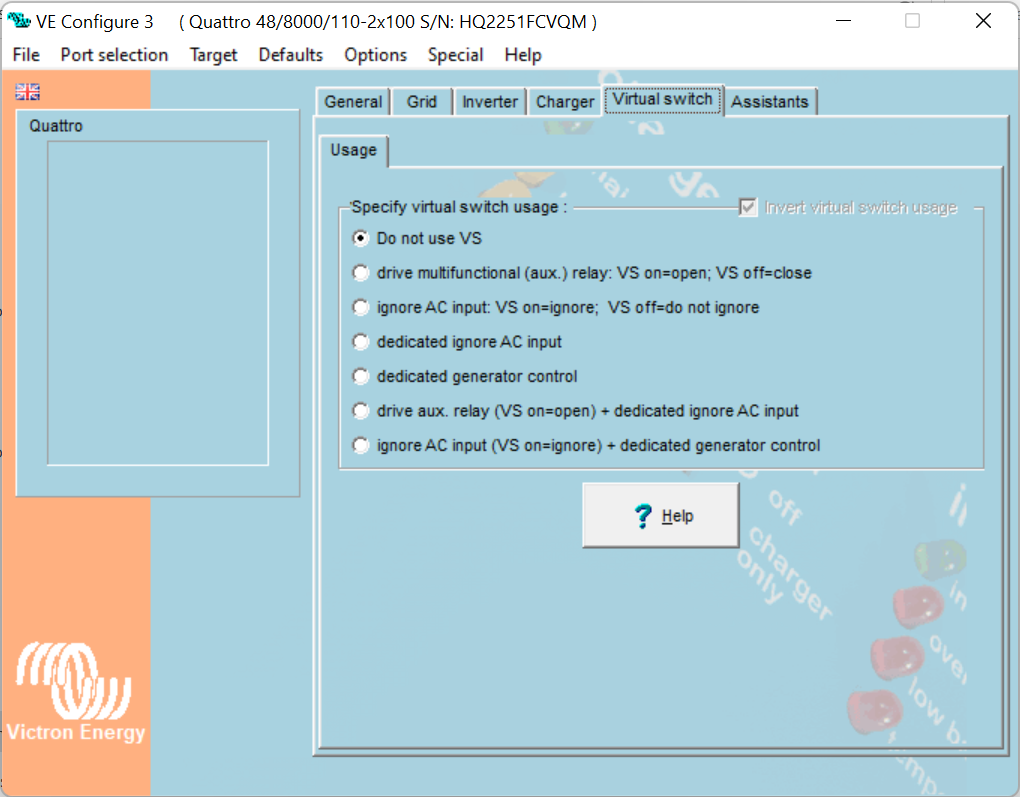 VE Configure 3 ( Quattro 48/8000/110-2x100 S/N: HQ2251FCVQM )
File Port selection Target Defaults Options Special Help
General Grid Inverter Charger Virtual switch Assistants
Quattro
Usage
Specify virtual switch usage :
Invert virtual switch usage
Do not use VS
drive multifunctional (aux.) relay: VS on=open; VS off=close
ignore AC input: VS on=ignore; VS off=do not ignore
dedicated ignore AC input
dedicated generator control
drive aux. relay (VS on=open) + dedicated ignore AC input
ignore AC input (VS on=ignore) + dedicated generator control
? Help
off
charger
only
in
over
low b
temp
Victron Energy